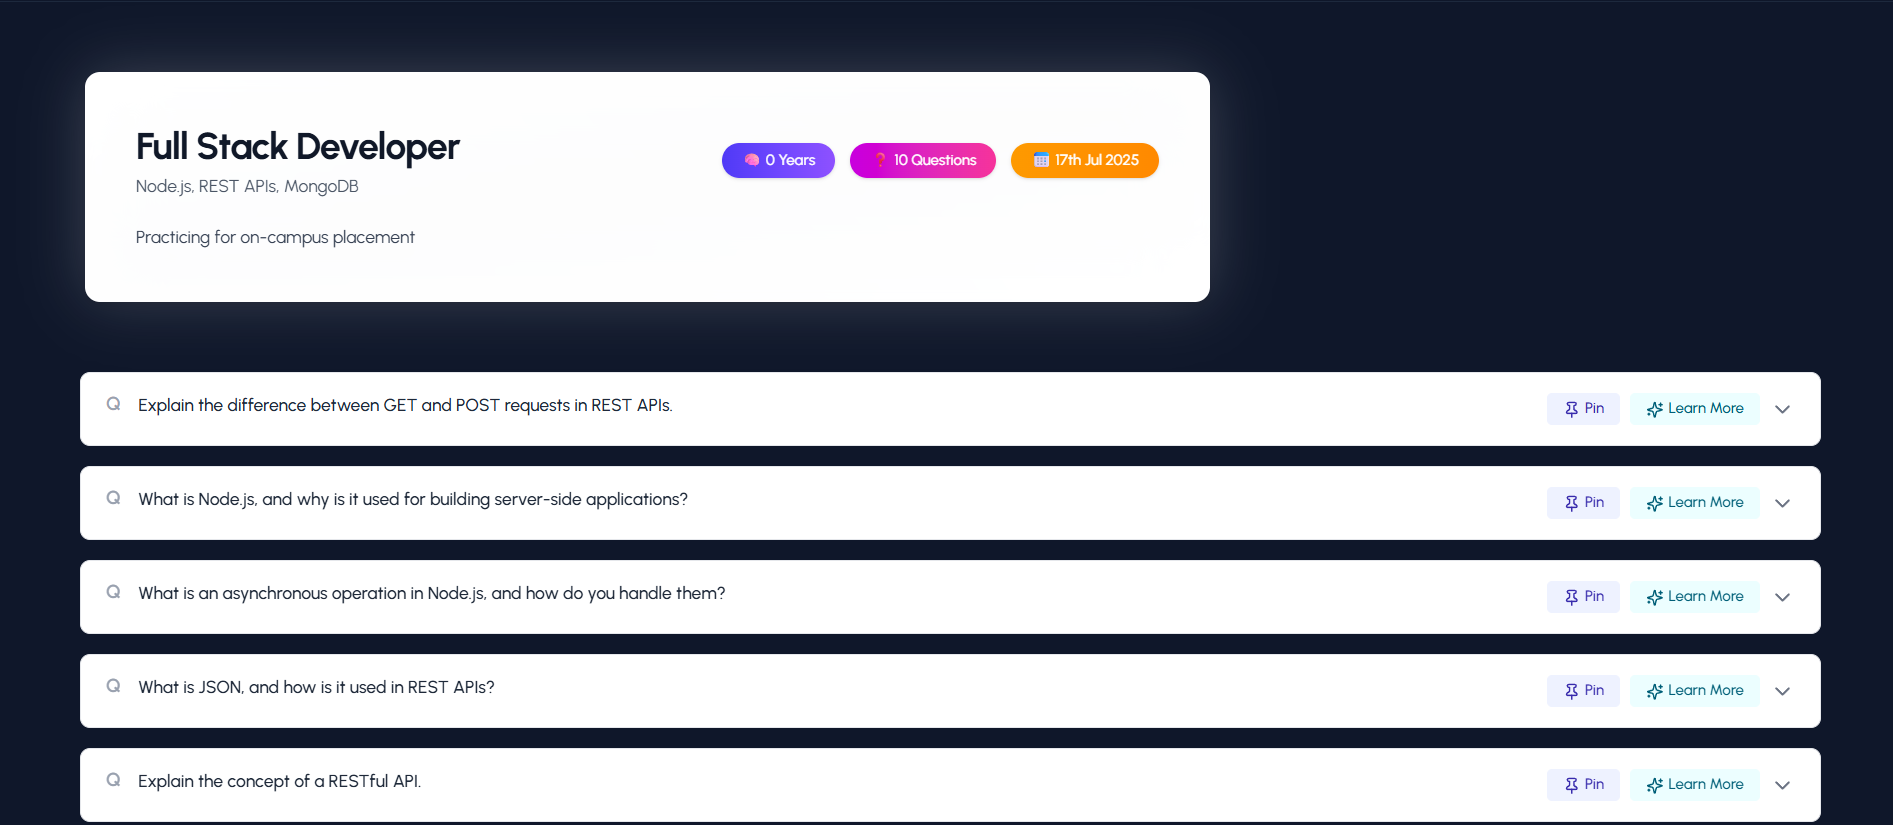 Full Stack Developer
Node.js, REST APIs, MongoDB
Practicing for on-campus placement
0 Years
10 Questions
17th Jul 2025
Q Explain the difference between GET and POST requests in REST APIs. Pin Learn More
Q What is Node.js, and why is it used for building server-side applications? Pin Learn More
Q What is an asynchronous operation in Node.js, and how do you handle them? Pin Learn More
Q What is JSON, and how is it used in REST APIs? Pin Learn More
Q Explain the concept of a RESTful API. Pin Learn More